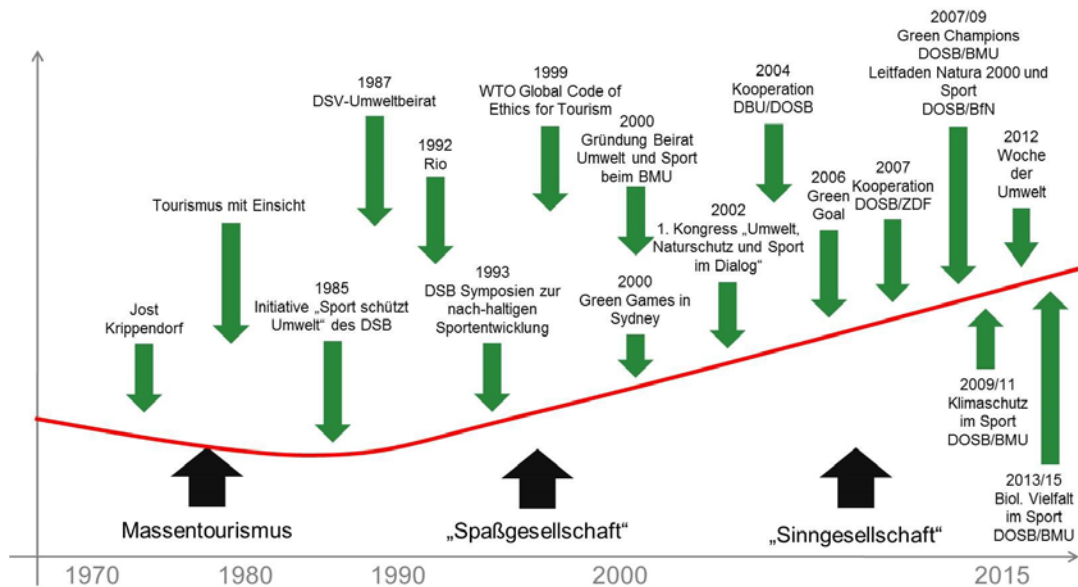 2007/09
Green Champions
DOSB/BMU
Leitfaden Natura 2000 und
Sport
DOSB/BfN
1987
DSV-Umweltbeirat
1999
WTO Global Code of
Ethics for Tourism
2004
Kooperation
DBU/DOSB
1992
Rio
2000
Gründung Beirat
Umwelt und Sport
beim BMU
2012
Woche
der
Umwelt
2006
Green
Goal
2007
Kooperation
DOSB/ZDF
Tourismus mit Einsicht
2002
1. Kongress „Umwelt,
Naturschutz und Sport
im Dialog“
1993
DSB Symposien zur
nach-haltigen
Sportentwicklung
2000
Green Games in
Sydney
1985
Initiative „Sport schützt
Umwelt“ des DSB
Jost
Krippendorf
2009/11
Klimaschutz
im Sport
DOSB/BMU
2013/15
Biol. Vielfalt
im Sport
DOSB/BMU
Massentourismus
„Spaßgesellschaft“
„Sinngesellschaft“
1970
1980
1990
2000
2015